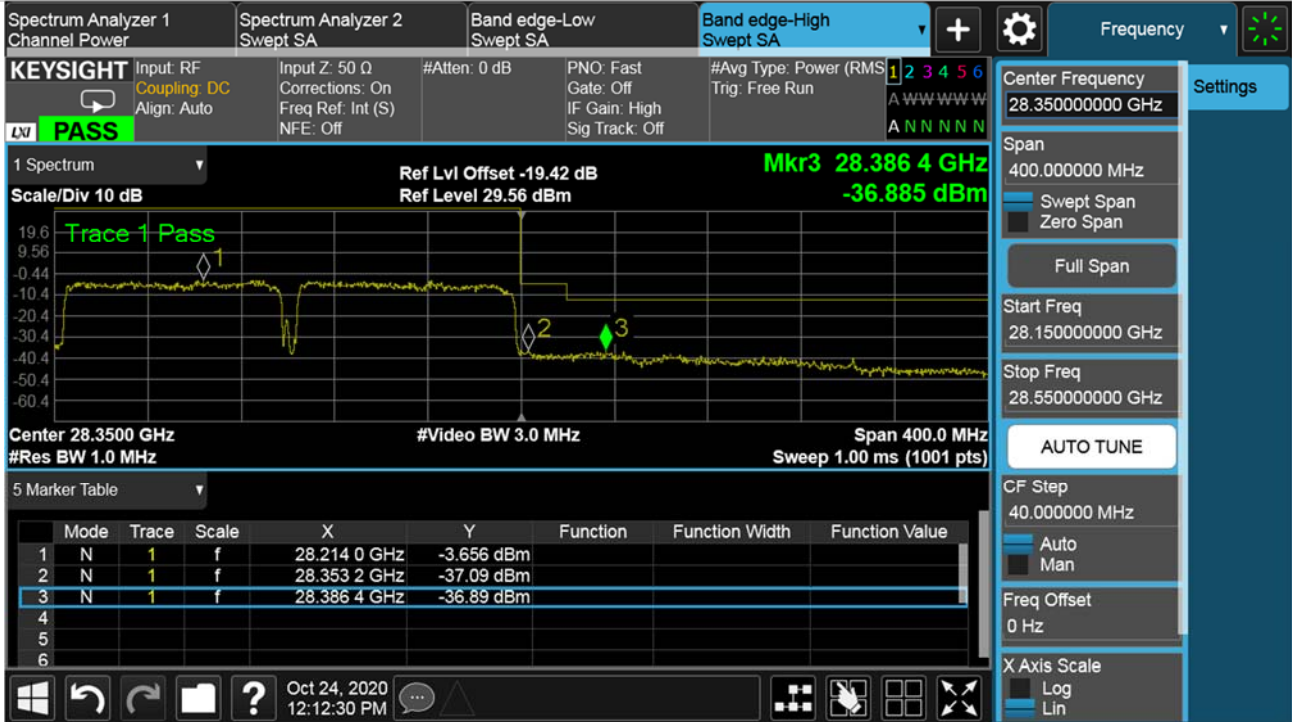 Spectrum Analyzer 1
Channel Power
Spectrum Analyzer 2
Swept SA
Band edge-Low
Swept SA
Band edge-High
Swept SA
▼
+
Frequency ▼
KEYSIGHT
LXI PASS
Input: RF
Coupling: DC
Align: Auto
Input Z: 50 Ω
Corrections: On
Freq Ref: Int (S)
NFE: Off
#Atten: 0 dB
PNO: Fast
Gate: Off
IF Gain: High
Sig Track: Off
#Avg Type: Power (RMS
Trig: Free Run
1 2 3 4 5 6
A W W W W W
A N N N N N
1 Spectrum ▼
Scale/Div 10 dB
Ref Lvl Offset -19.42 dB
Ref Level 29.56 dBm
Mkr3 28.386 4 GHz
-36.885 dBm
Trace 1 Pass
19.6
9.56
-0.44
-10.4
-20.4
-30.4
-40.4
-50.4
-60.4
1
2
3
Center 28.3500 GHz
#Res BW 1.0 MHz
#Video BW 3.0 MHz
Span 400.0 MHz
Sweep 1.00 ms (1001 pts)
5 Marker Table ▼
Mode Trace Scale X Y Function Function Width Function Value
1 N 1 f 28.214 0 GHz -3.656 dBm
2 N 1 f 28.353 2 GHz -37.09 dBm
3 N 1 f 28.386 4 GHz -36.89 dBm
4
5
6
Oct 24, 2020
12:12:30 PM
?
Center Frequency
28.350000000 GHz
Span
400.000000 MHz
Swept Span
Zero Span
Full Span
Start Freq
28.150000000 GHz
Stop Freq
28.550000000 GHz
AUTO TUNE
CF Step
40.000000 MHz
Auto
Man
Freq Offset
0 Hz
X Axis Scale
Log
Lin
Settings